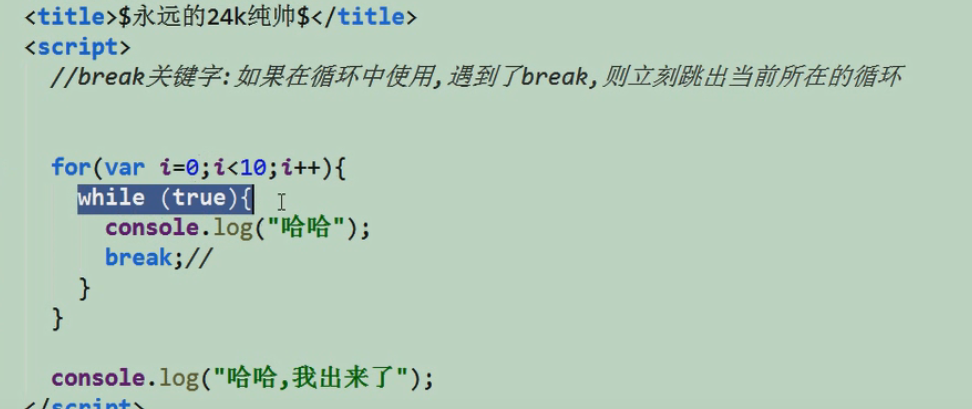 <title>$永远的24k纯帅$</title>
<script>
//break关键字:如果在循环中使用,遇到了break,则立刻跳出当前所在的循环
for(var i=0;i<10;i++){
while (true){
console.log("哈哈");
break;//
}
}
console.log("哈哈,我出来了");
</script>